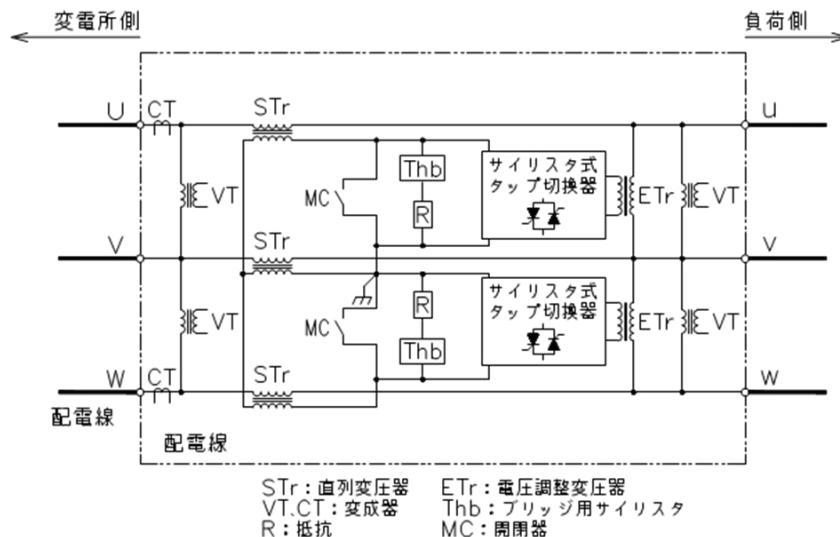 変電所側
負荷側
U CT STr u
VT MC Thb R サイリスタ式 タップ切換器 ETr VT
V STr v
VT MC R Thb サイリスタ式 タップ切換器 ETr VT
W CT STr w
配電線
配電線
STr：直列変圧器 ETr：電圧調整変圧器
VT.CT：変成器 Thb：ブリッジ用サイリスタ
R：抵抗 MC：開閉器